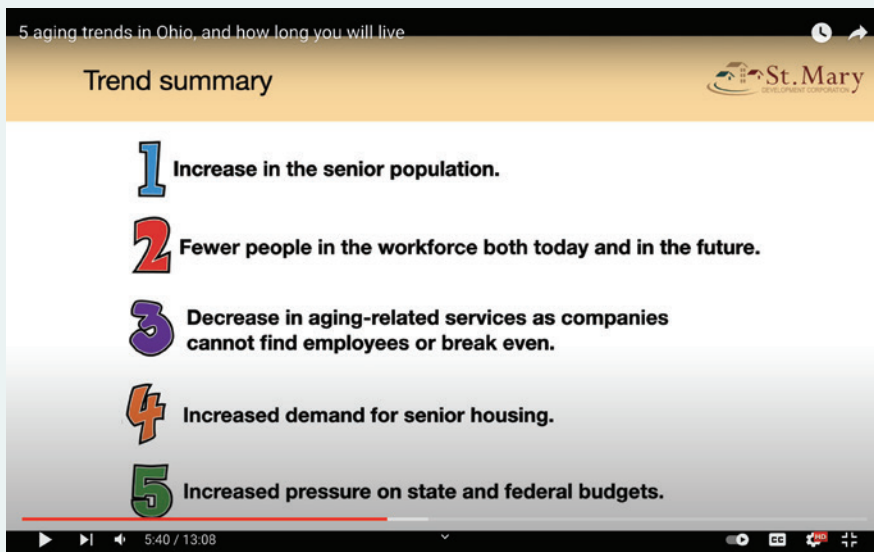 5 aging trends in Ohio, and how long you will live
Trend summary
St.Mary
DEVELOPMENT CORPORATION
1 Increase in the senior population.
2 Fewer people in the workforce both today and in the future.
3 Decrease in aging-related services as companies
cannot find employees or break even.
4 Increased demand for senior housing.
5 Increased pressure on state and federal budgets.
5:40 / 13:08
CC
HD